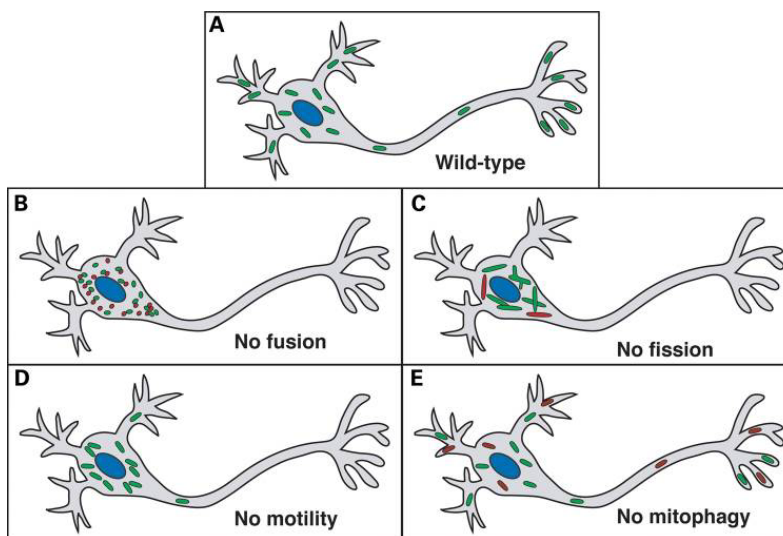 A
Wild-type
B
No fusion
C
No fission
D
No motility
E
No mitophagy